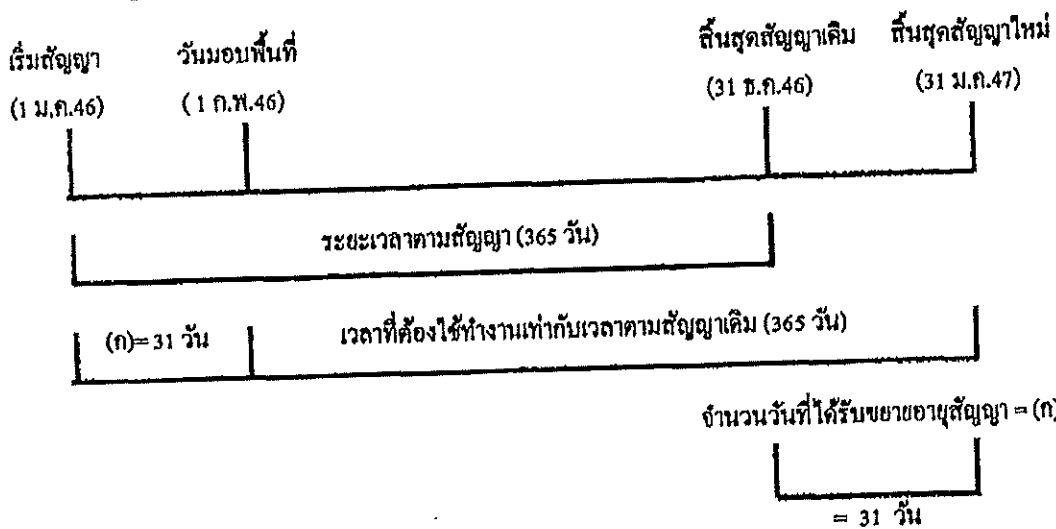 เริ่มสัญญา วันมอบพื้นที่ สิ้นสุดสัญญาเดิม สิ้นสุดสัญญาใหม่
(1 ม.ค.46) (1 ก.พ.46) (31 ธ.ค.46) (31 ม.ค.47)
ระยะเวลาตามสัญญา (365 วัน)
(ก)= 31 วัน เวลาที่ต้องใช้ทำงานเท่ากับเวลาตามสัญญาเดิม (365 วัน)
จำนวนวันที่ได้รับขยายอายุสัญญา = (ก)
= 31 วัน